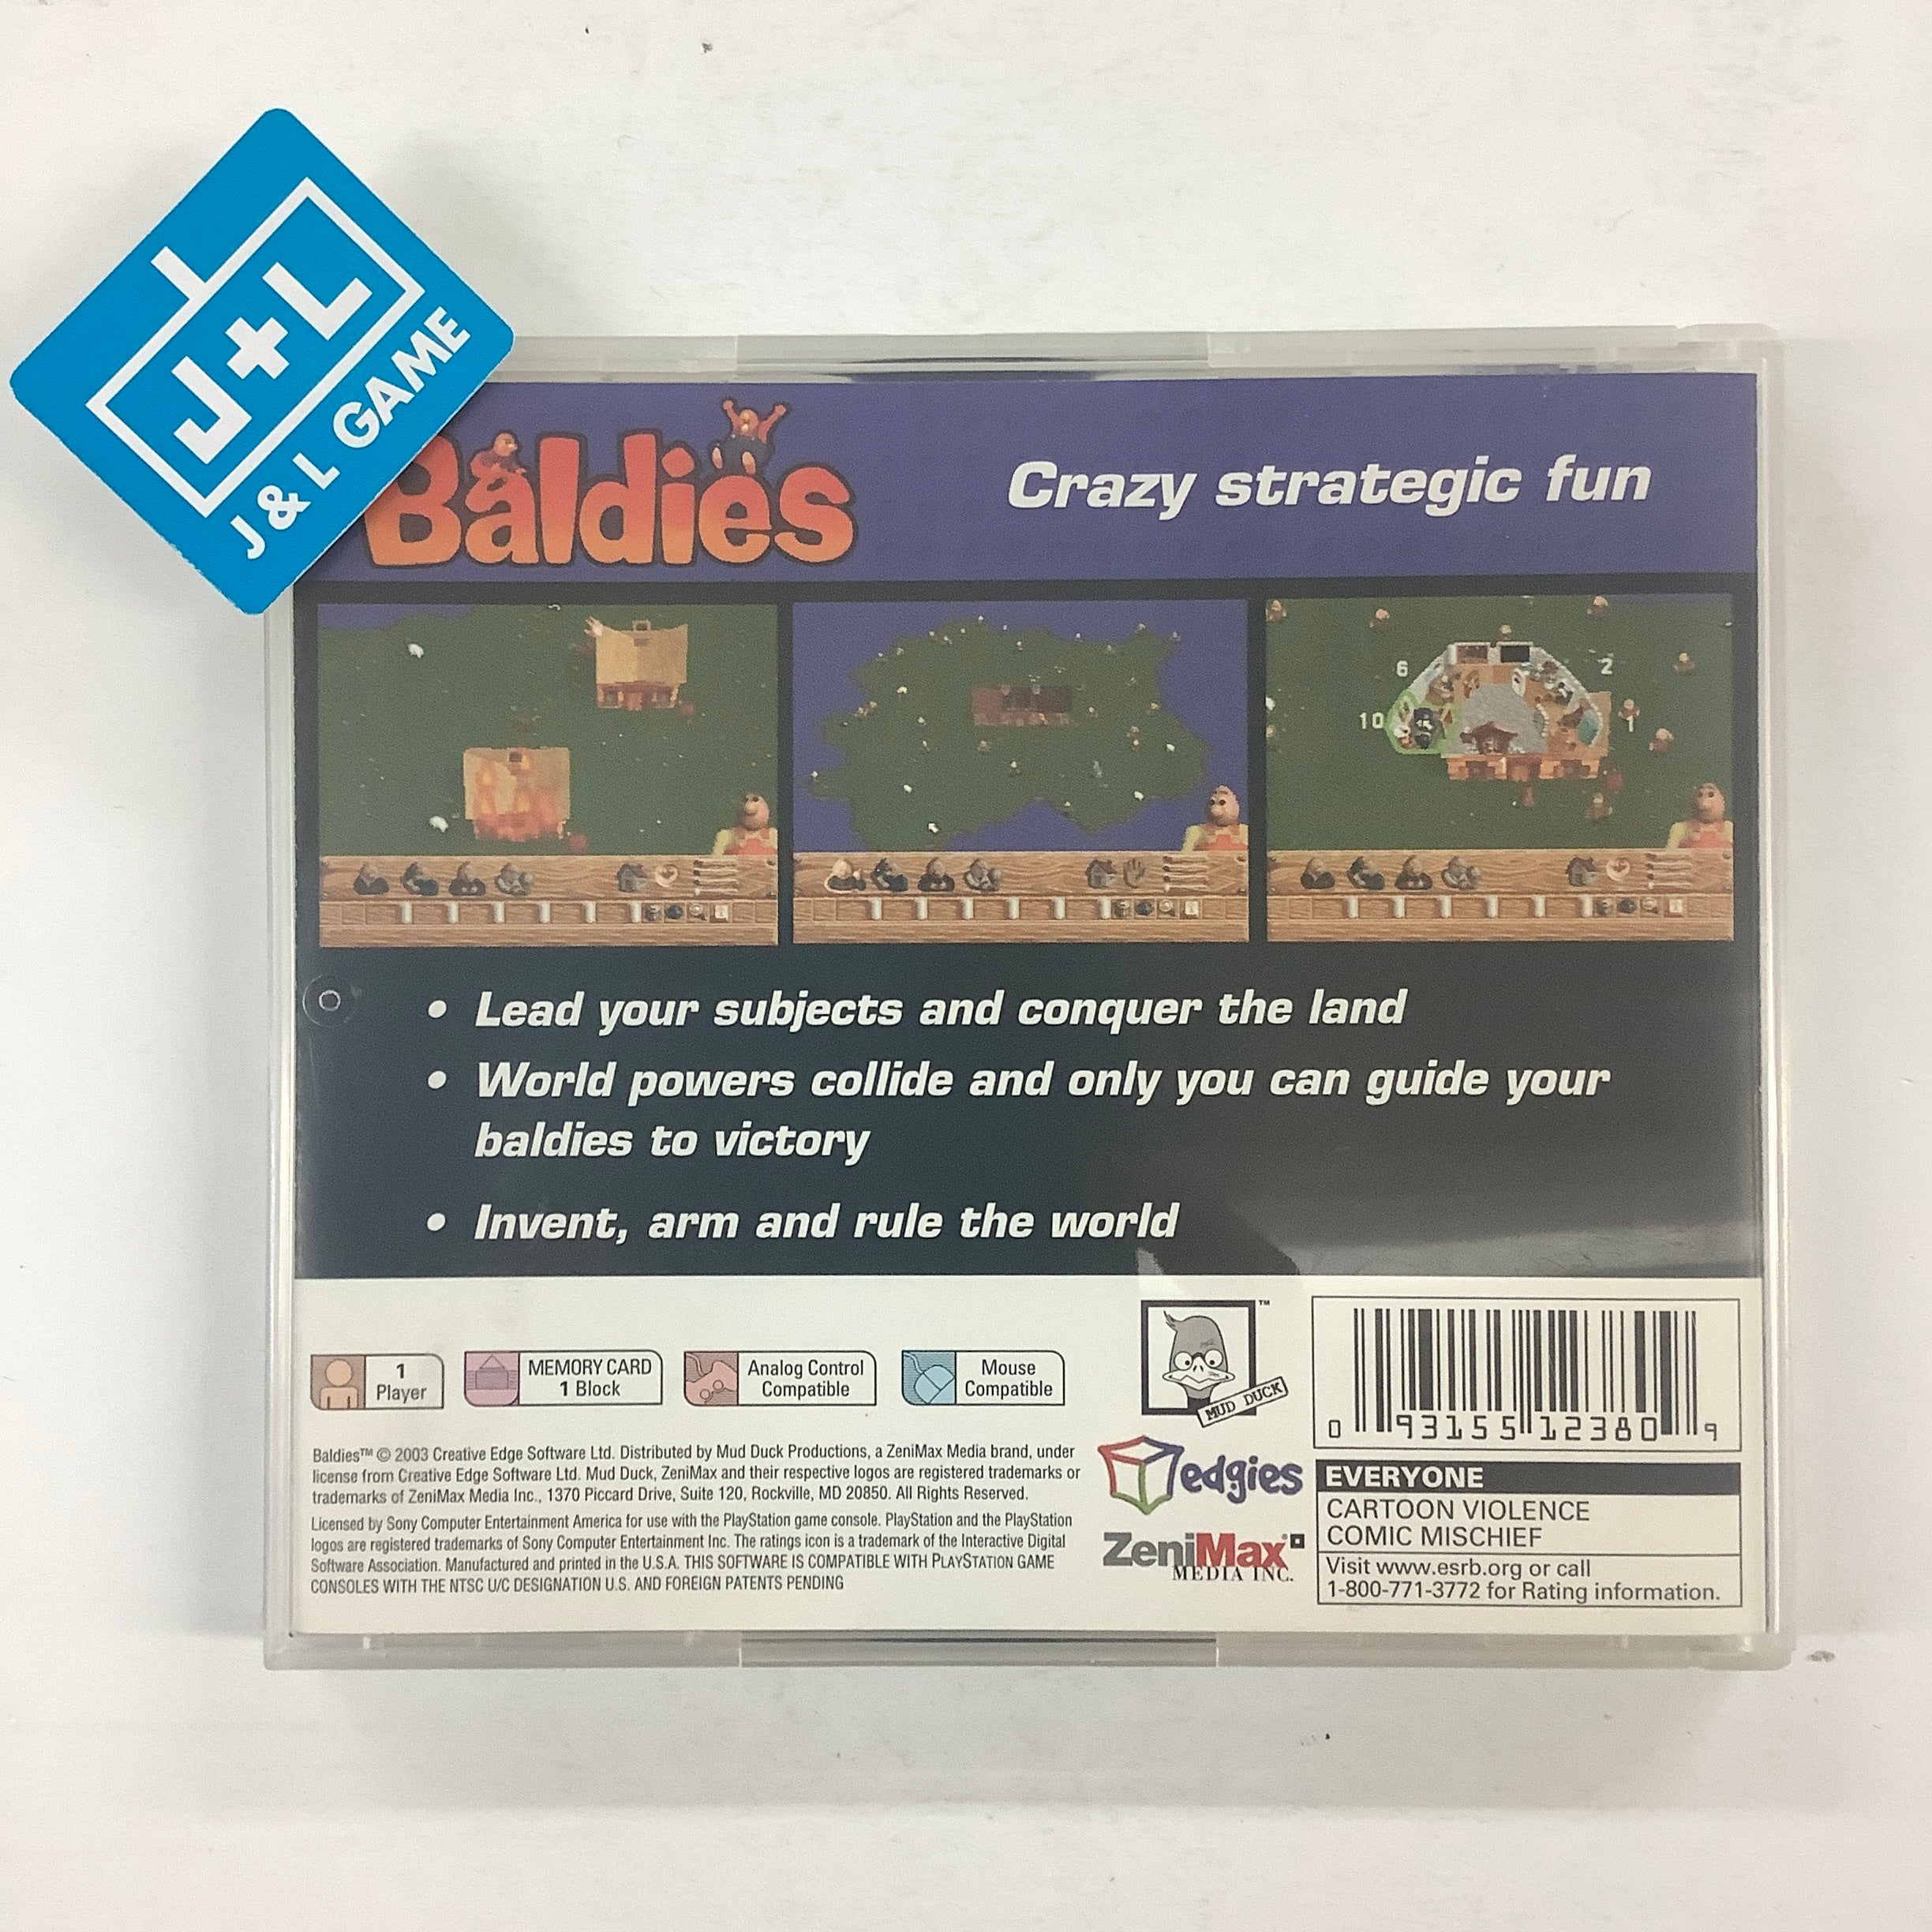 J+L
J & L GAME
Baldies
Crazy strategic fun
6
2
10
1
• Lead your subjects and conquer the land
• World powers collide and only you can guide your
baldies to victory
• Invent, arm and rule the world
1
Player
MEMORY CARD
1 Block
Analog Control
Compatible
Mouse
Compatible
MUD DUCK
™
0 93155 12380 9
Baldies™ © 2003 Creative Edge Software Ltd. Distributed by Mud Duck Productions, a ZeniMax Media brand, under
license from Creative Edge Software Ltd. Mud Duck, ZeniMax and their respective logos are registered trademarks or
trademarks of ZeniMax Media Inc., 1370 Piccard Drive, Suite 120, Rockville, MD 20850. All Rights Reserved.
Licensed by Sony Computer Entertainment America for use with the PlayStation game console. PlayStation and the PlayStation
logos are registered trademarks of Sony Computer Entertainment Inc. The ratings icon is a trademark of the Interactive Digital
Software Association. Manufactured and printed in the U.S.A. THIS SOFTWARE IS COMPATIBLE WITH PLAYSTATION GAME
CONSOLES WITH THE NTSC U/C DESIGNATION U.S. AND FOREIGN PATENTS PENDING
edgies
ZeniMax
MEDIA INC.
EVERYONE
CARTOON VIOLENCE
COMIC MISCHIEF
Visit www.esrb.org or call
1-800-771-3772 for Rating information.